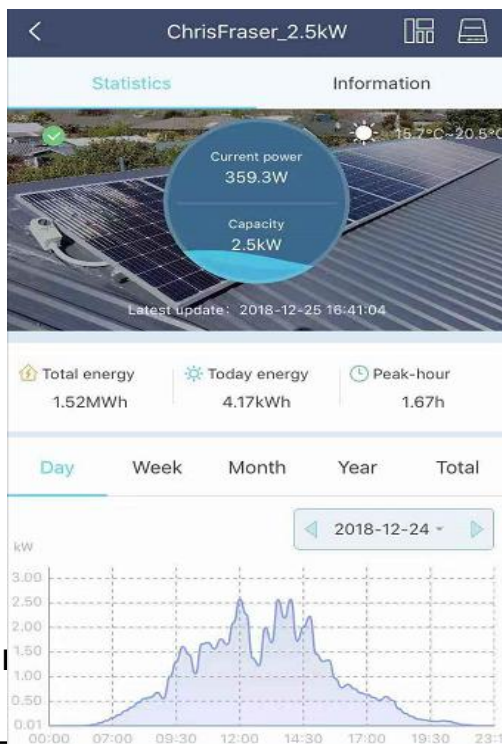 ChrisFraser_2.5kW
Statistics Information
15.7°C~20.5°C
Current power
359.3W
Capacity
2.5kW
Latest update: 2018-12-25 16:41:04
Total energy Today energy Peak-hour
1.52MWh 4.17kWh 1.67h
Day Week Month Year Total
2018-12-24
kW
3.00
2.50
2.00
1.50
1.00
0.50
0.01
00:00 07:00 09:30 12:00 14:30 17:00 19:30